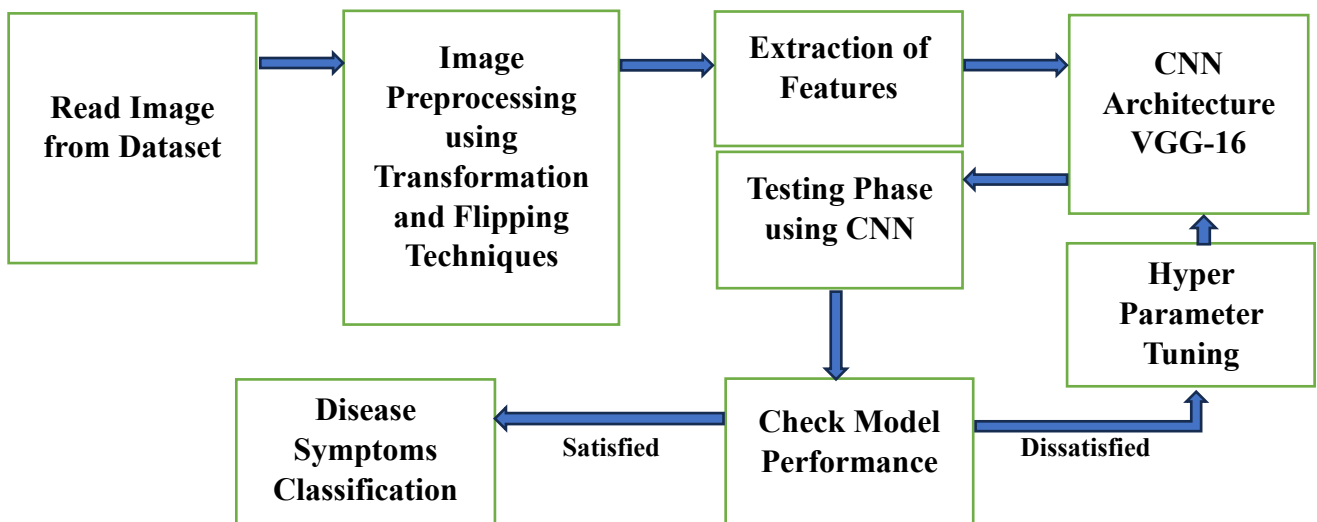 Read Image
from Dataset
Image
Preprocessing
using
Transformation
and Flipping
Techniques
Extraction of
Features
CNN
Architecture
VGG-16
Testing Phase
using CNN
Hyper
Parameter
Tuning
Check Model
Performance
Satisfied
Dissatisfied
Disease
Symptoms
Classification